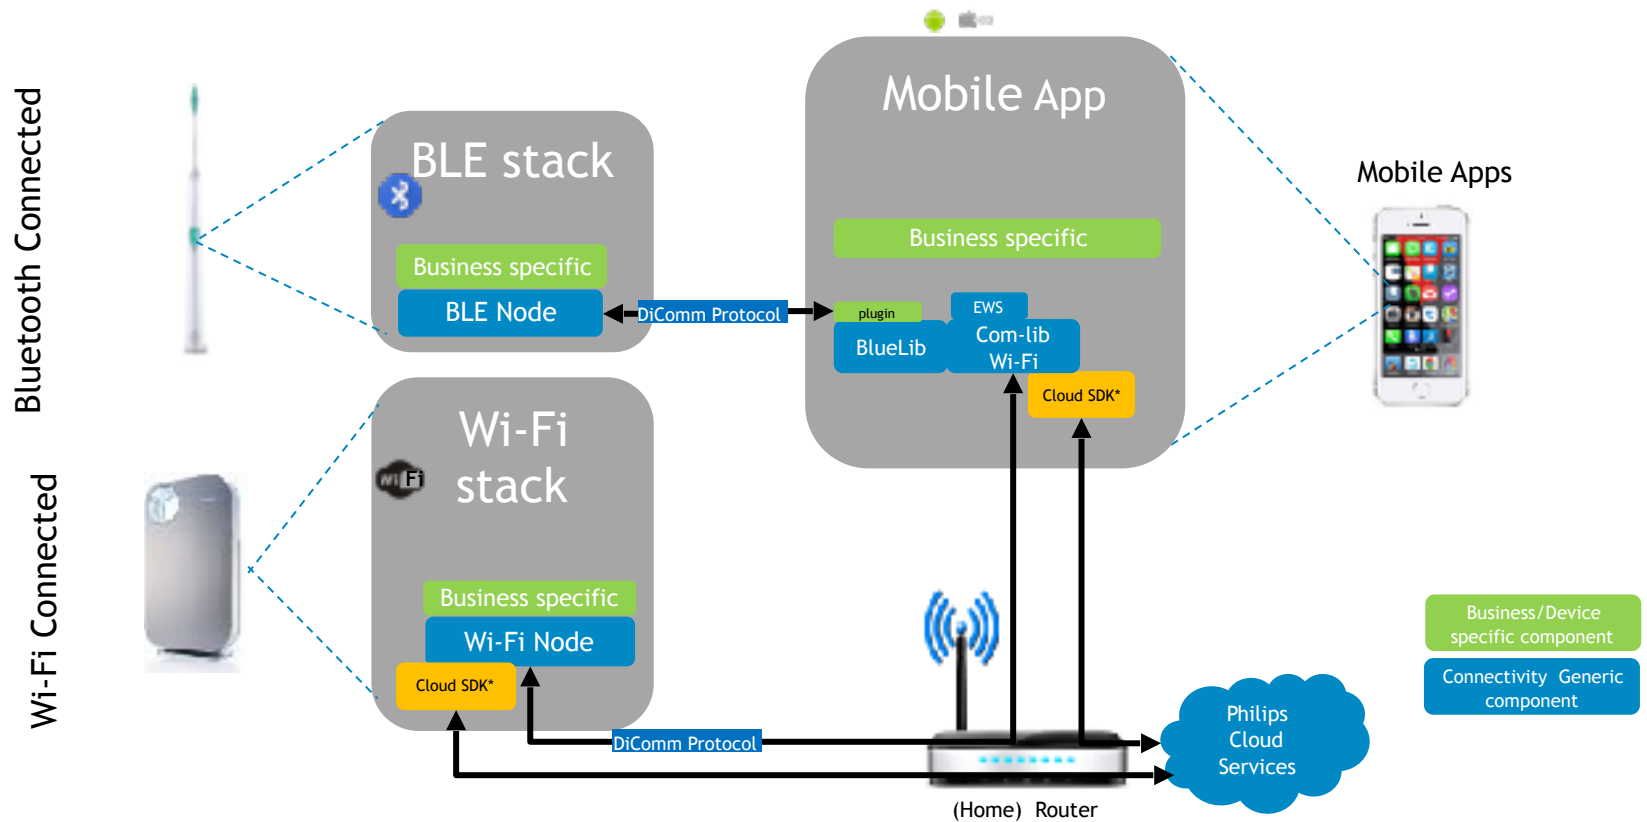 Bluetooth Connected
Wi-Fi Connected
BLE stack
Business specific
BLE Node
DiComm Protocol
Mobile App
Business specific
plugin
BlueLib
EWS
Com-lib
Wi-Fi
Cloud SDK*
Mobile Apps
Wi-Fi
stack
Wi Fi
Business specific
Wi-Fi Node
Cloud SDK*
DiComm Protocol
(Home) Router
Philips
Cloud
Services
Business/Device
specific component
Connectivity Generic
component